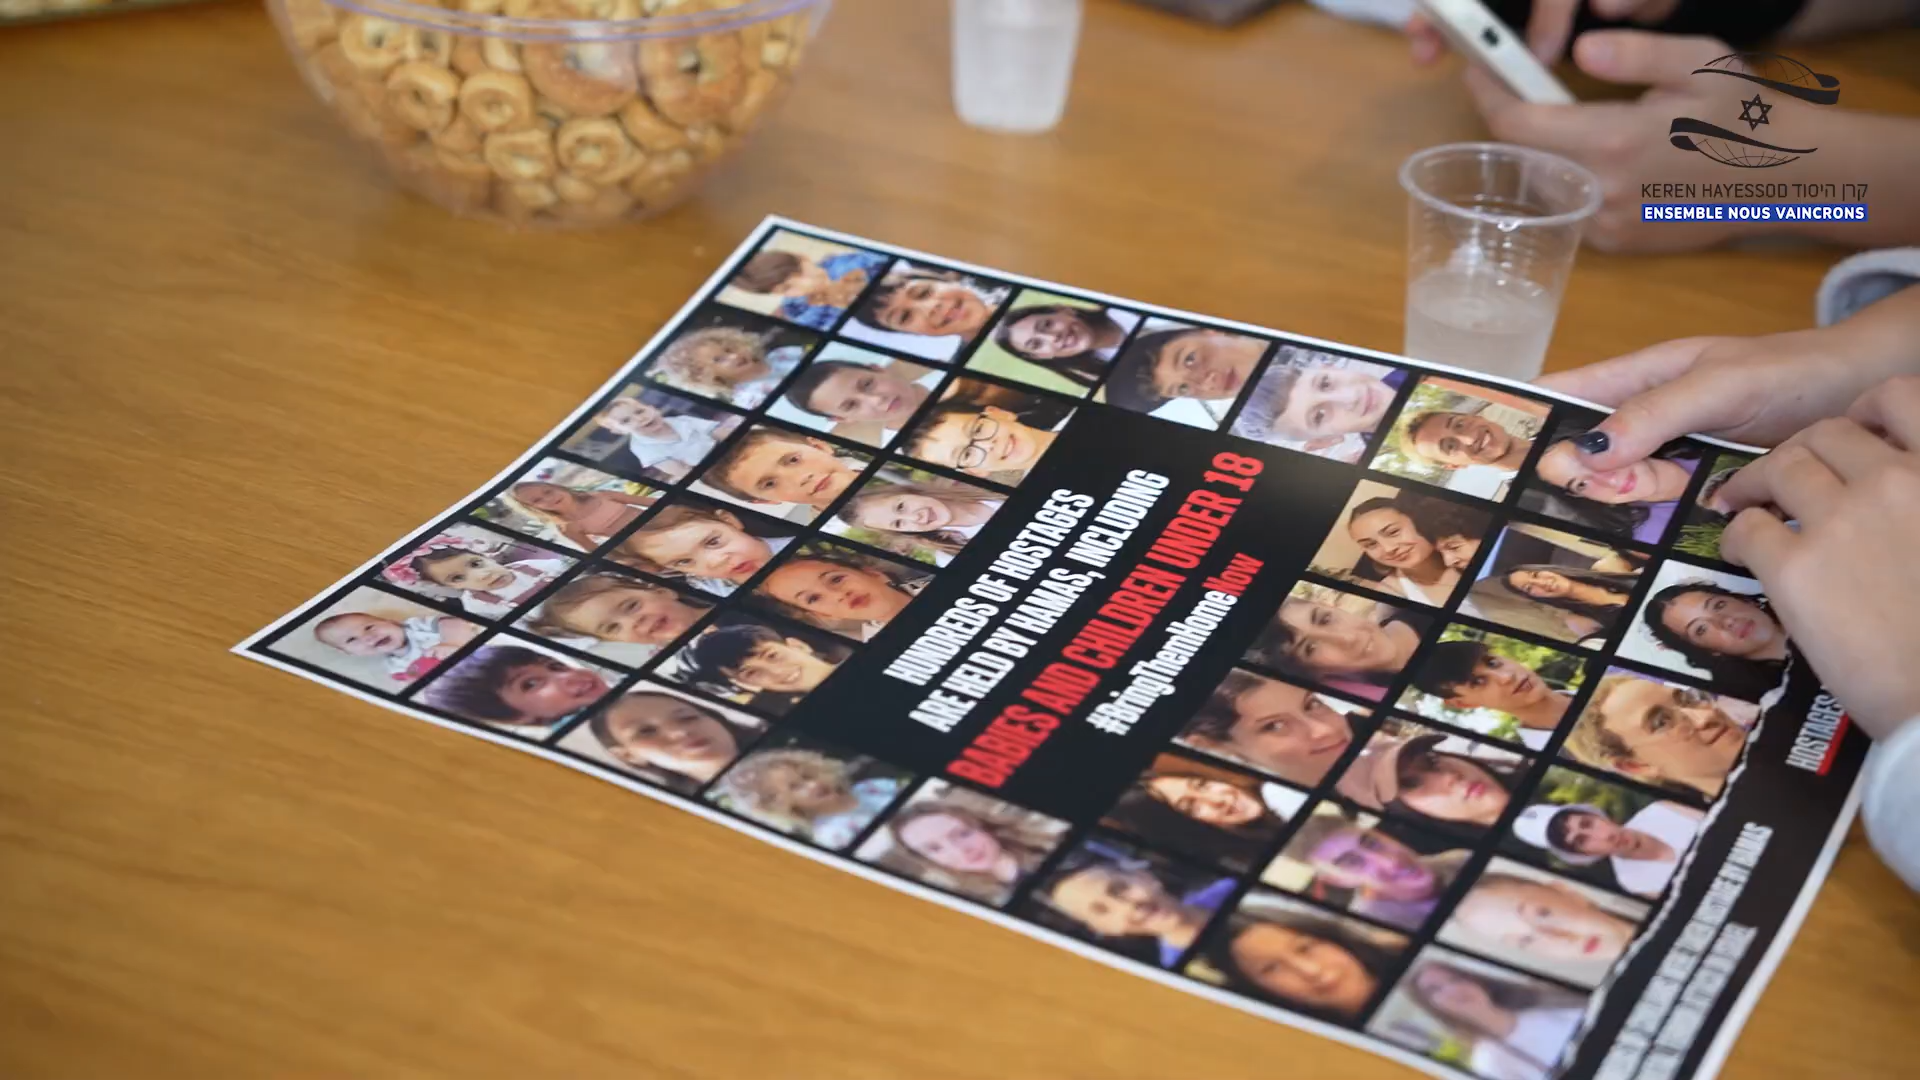 KEREN HAYESSOD קרן היסוד
ENSEMBLE NOUS VAINCRONS
HUNDREDS OF HOSTAGES
ARE HELD BY HAMAS, INCLUDING
BABIES AND CHILDREN UNDER 18
#BringThemHomeNow
HOSTAGES